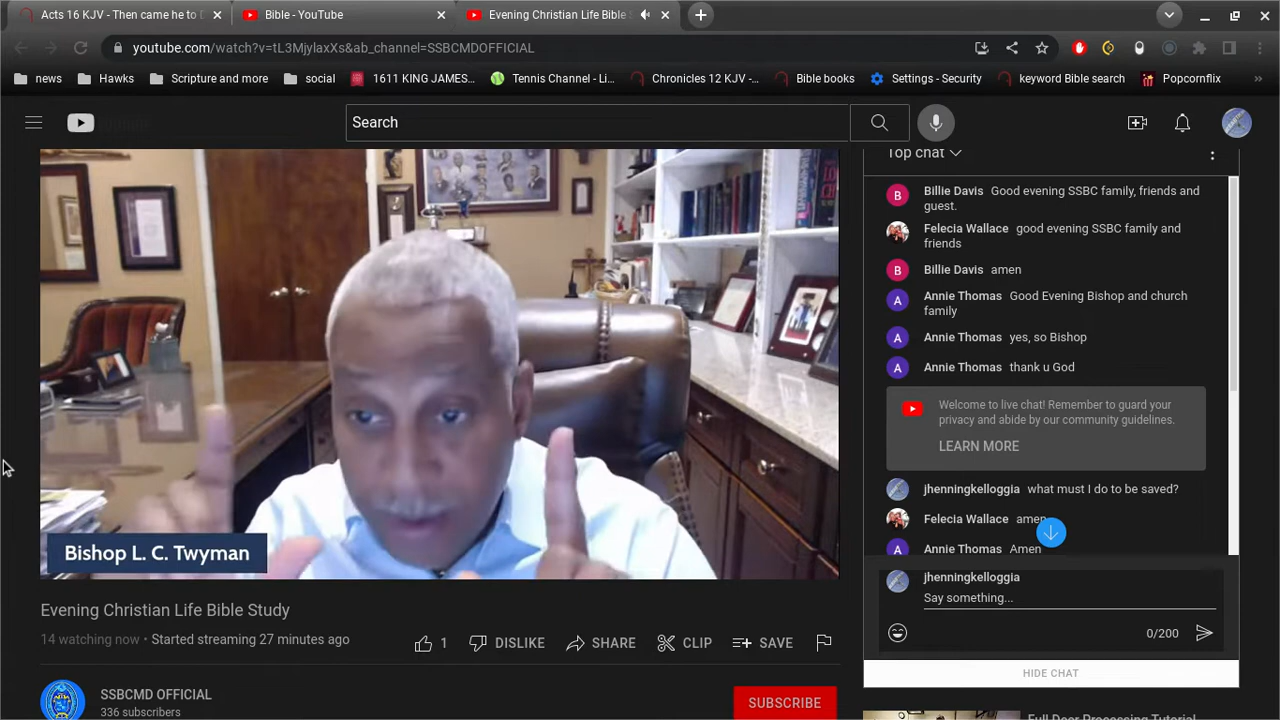 Acts 16 KJV - Then came he to D
Bible - YouTube
Evening Christian Life Bible S
youtube.com/watch?v=tL3MjylaxXs&ab_channel=SSBCMDOFFICIAL
news
Hawks
Scripture and more
social
1611 KING JAMES...
Tennis Channel - Li...
Chronicles 12 KJV -...
Bible books
Settings - Security
keyword Bible search
Popcornflix
»
Search
Top chat
B Billie Davis Good evening SSBC family, friends and
guest.
Felecia Wallace good evening SSBC family and
friends
B Billie Davis amen
A Annie Thomas Good Evening Bishop and church
family
A Annie Thomas yes, so Bishop
A Annie Thomas thank u God
Welcome to live chat! Remember to guard your
privacy and abide by our community guidelines.
LEARN MORE
jhenningkelloggia what must I do to be saved?
Felecia Wallace amen
A Annie Thomas Amen
jhenningkelloggia
Say something...
0/200
HIDE CHAT
Bishop L. C. Twyman
Evening Christian Life Bible Study
14 watching now • Started streaming 27 minutes ago
1
DISLIKE
SHARE
CLIP
SAVE
SSBCMD OFFICIAL
336 subscribers
SUBSCRIBE
Full Door Processing Tutorial